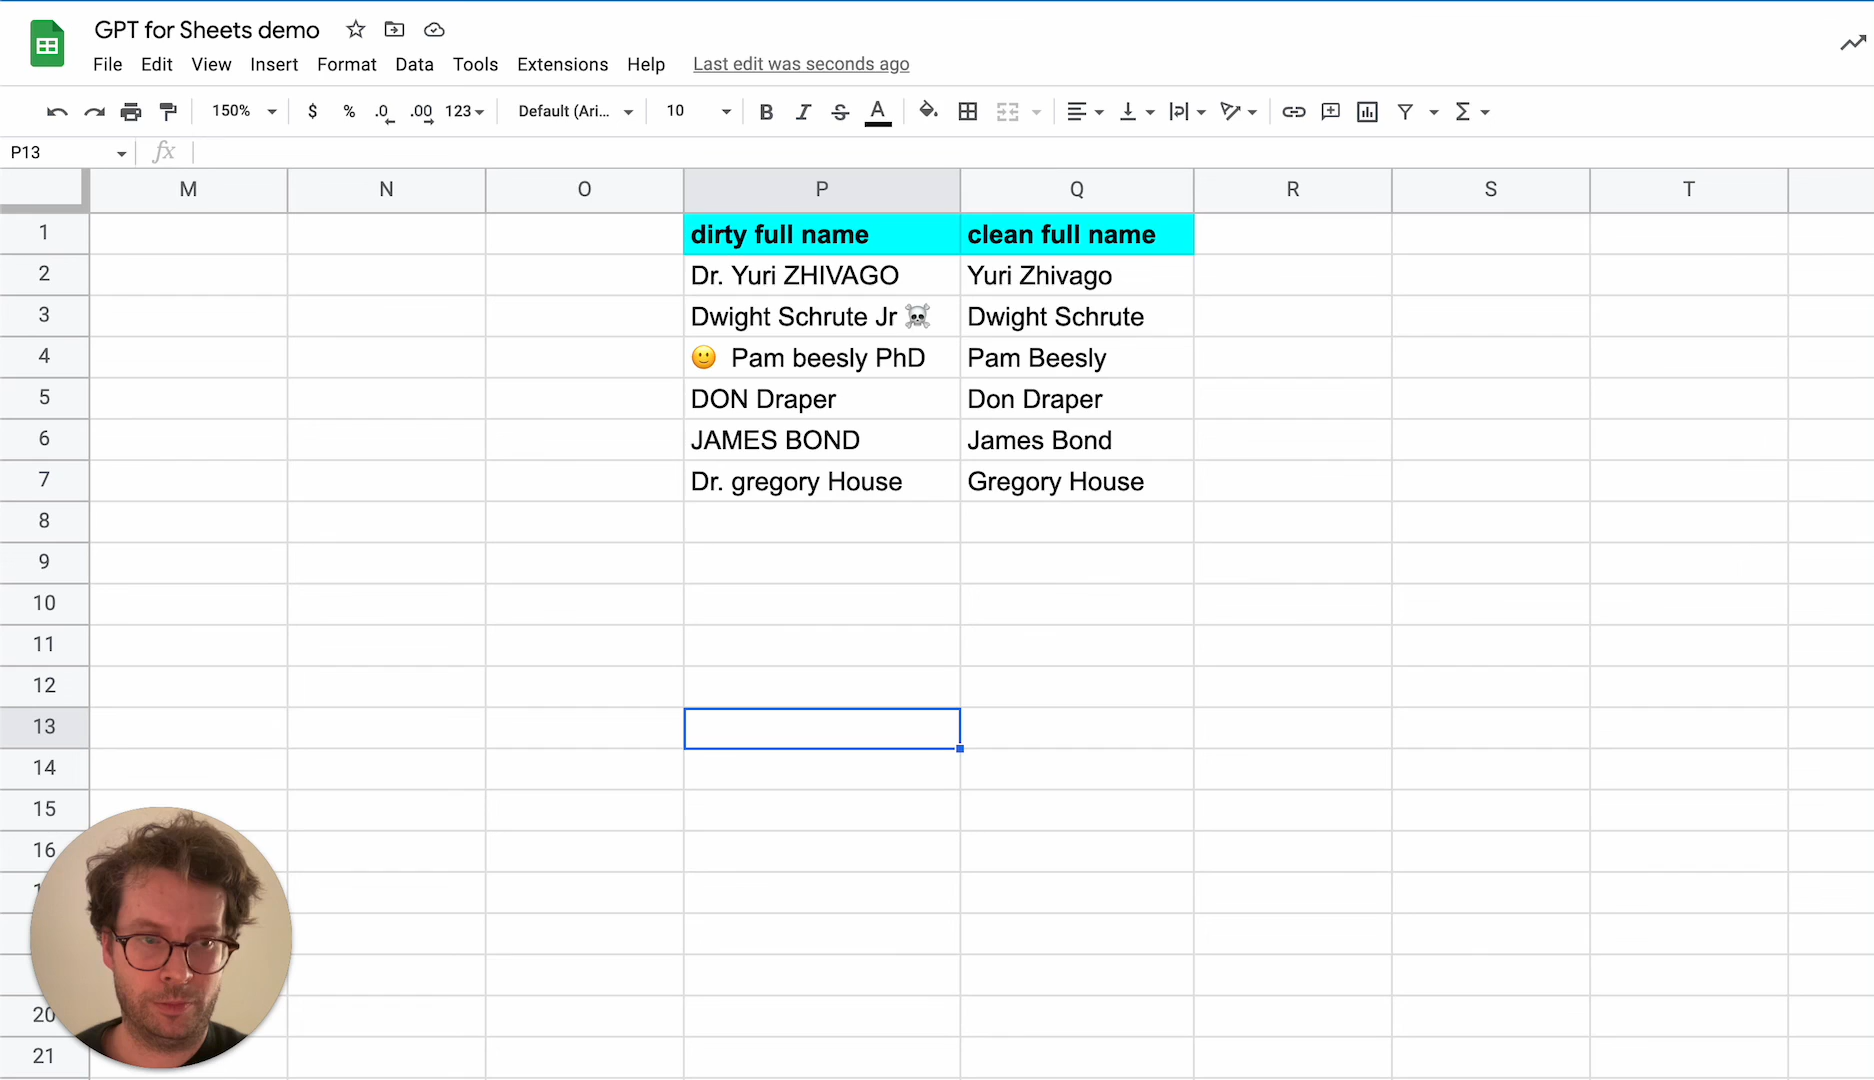 GPT for Sheets demo
File Edit View Insert Format Data Tools Extensions Help Last edit was seconds ago
150% $ % .0 .00 123 Default (Ari... 10 B I S A
P13 fx
M N O P Q R S T
1 dirty full name clean full name
2 Dr. Yuri ZHIVAGO Yuri Zhivago
3 Dwight Schrute Jr ☠️ Dwight Schrute
4 🙂 Pam beesly PhD Pam Beesly
5 DON Draper Don Draper
6 JAMES BOND James Bond
7 Dr. gregory House Gregory House
8
9
10
11
12
13
14
15
16
20
21